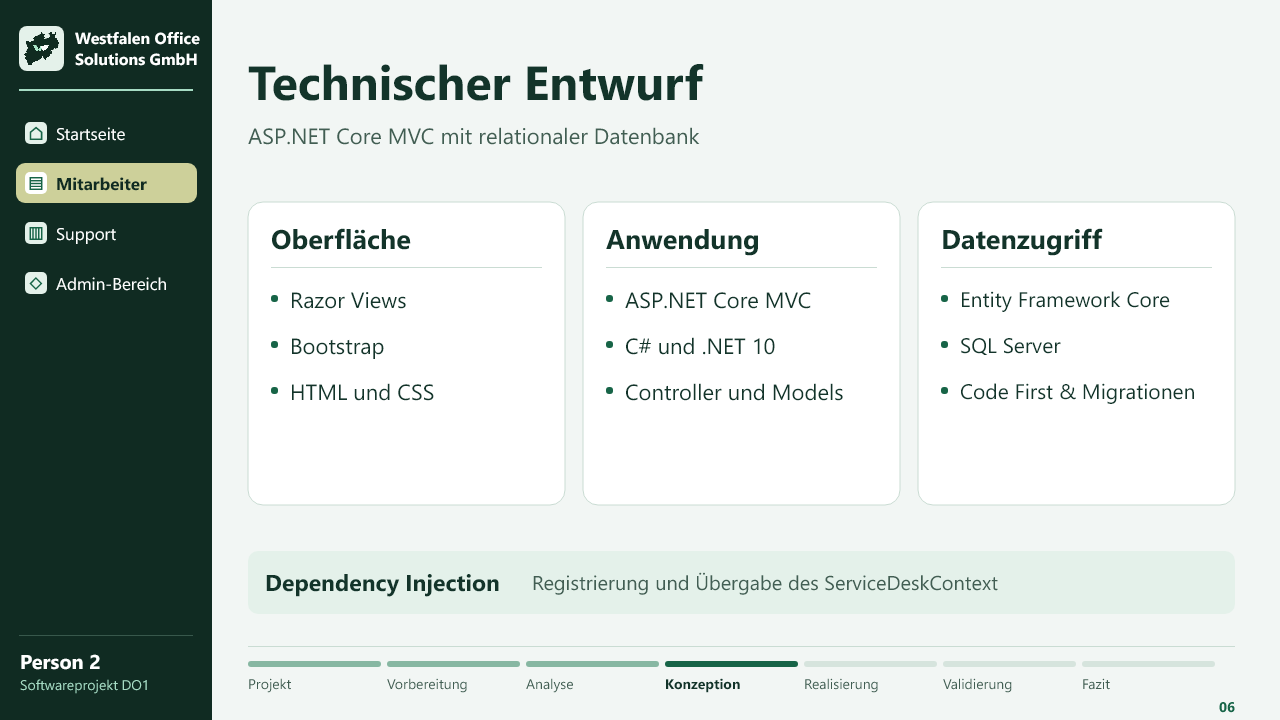 Westfalen Office
Solutions GmbH
Startseite
Mitarbeiter
Support
Admin-Bereich
Person 2
Softwareprojekt DO1
Technischer Entwurf
ASP.NET Core MVC mit relationaler Datenbank
Oberfläche
Razor Views
Bootstrap
HTML und CSS
Anwendung
ASP.NET Core MVC
C# und .NET 10
Controller und Models
Datenzugriff
Entity Framework Core
SQL Server
Code First & Migrationen
Dependency Injection Registrierung und Übergabe des ServiceDeskContext
Projekt Vorbereitung Analyse Konzeption Realisierung Validierung Fazit
06